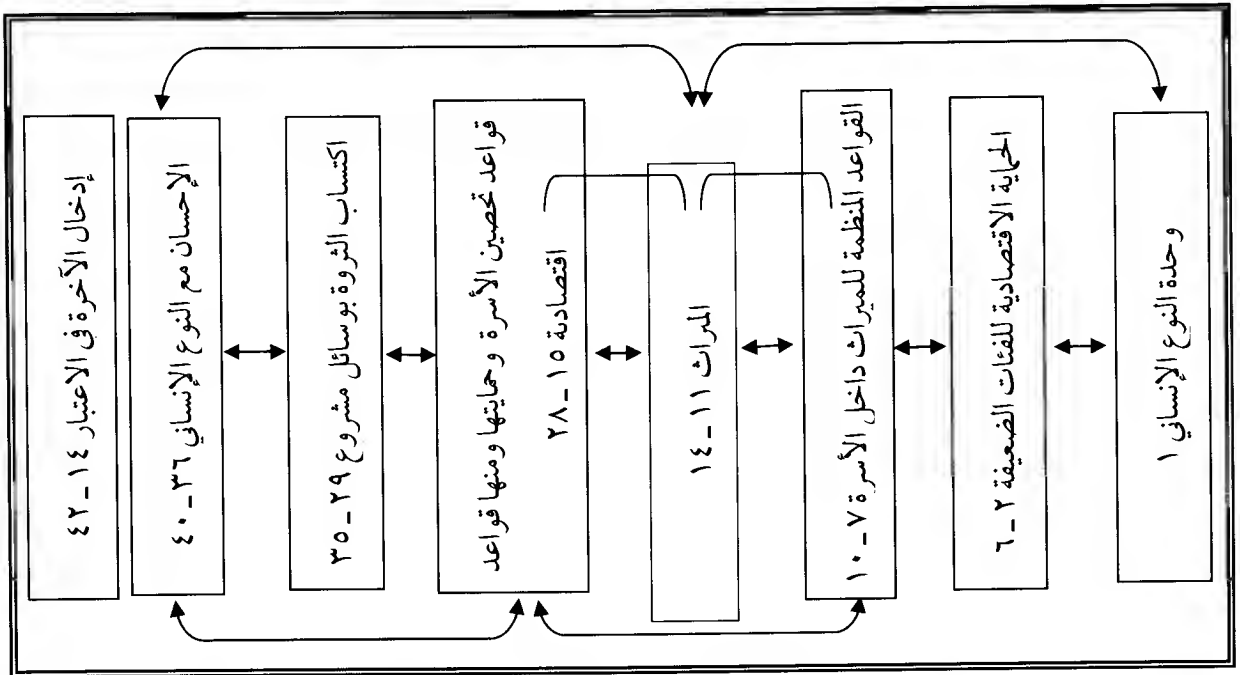 وحدة النوع الإنساني ١
الحماية الاقتصادية للفئات الضعيفة ٢_٦
القواعد المنظمة للميراث داخل الأسرة ٧_١٠
الميراث ١١_١٤
قواعد تحصين الأسرة وحمايتها ومنها قواعد
اقتصادية ١٥_٢٨
اكتساب الثروة بوسائل مشروع ٢٩_٣٥
الإحسان مع النوع الإنساني ٣٦_٤٠
إدخال الآخرة في الاعتبار ١٤_٤٢